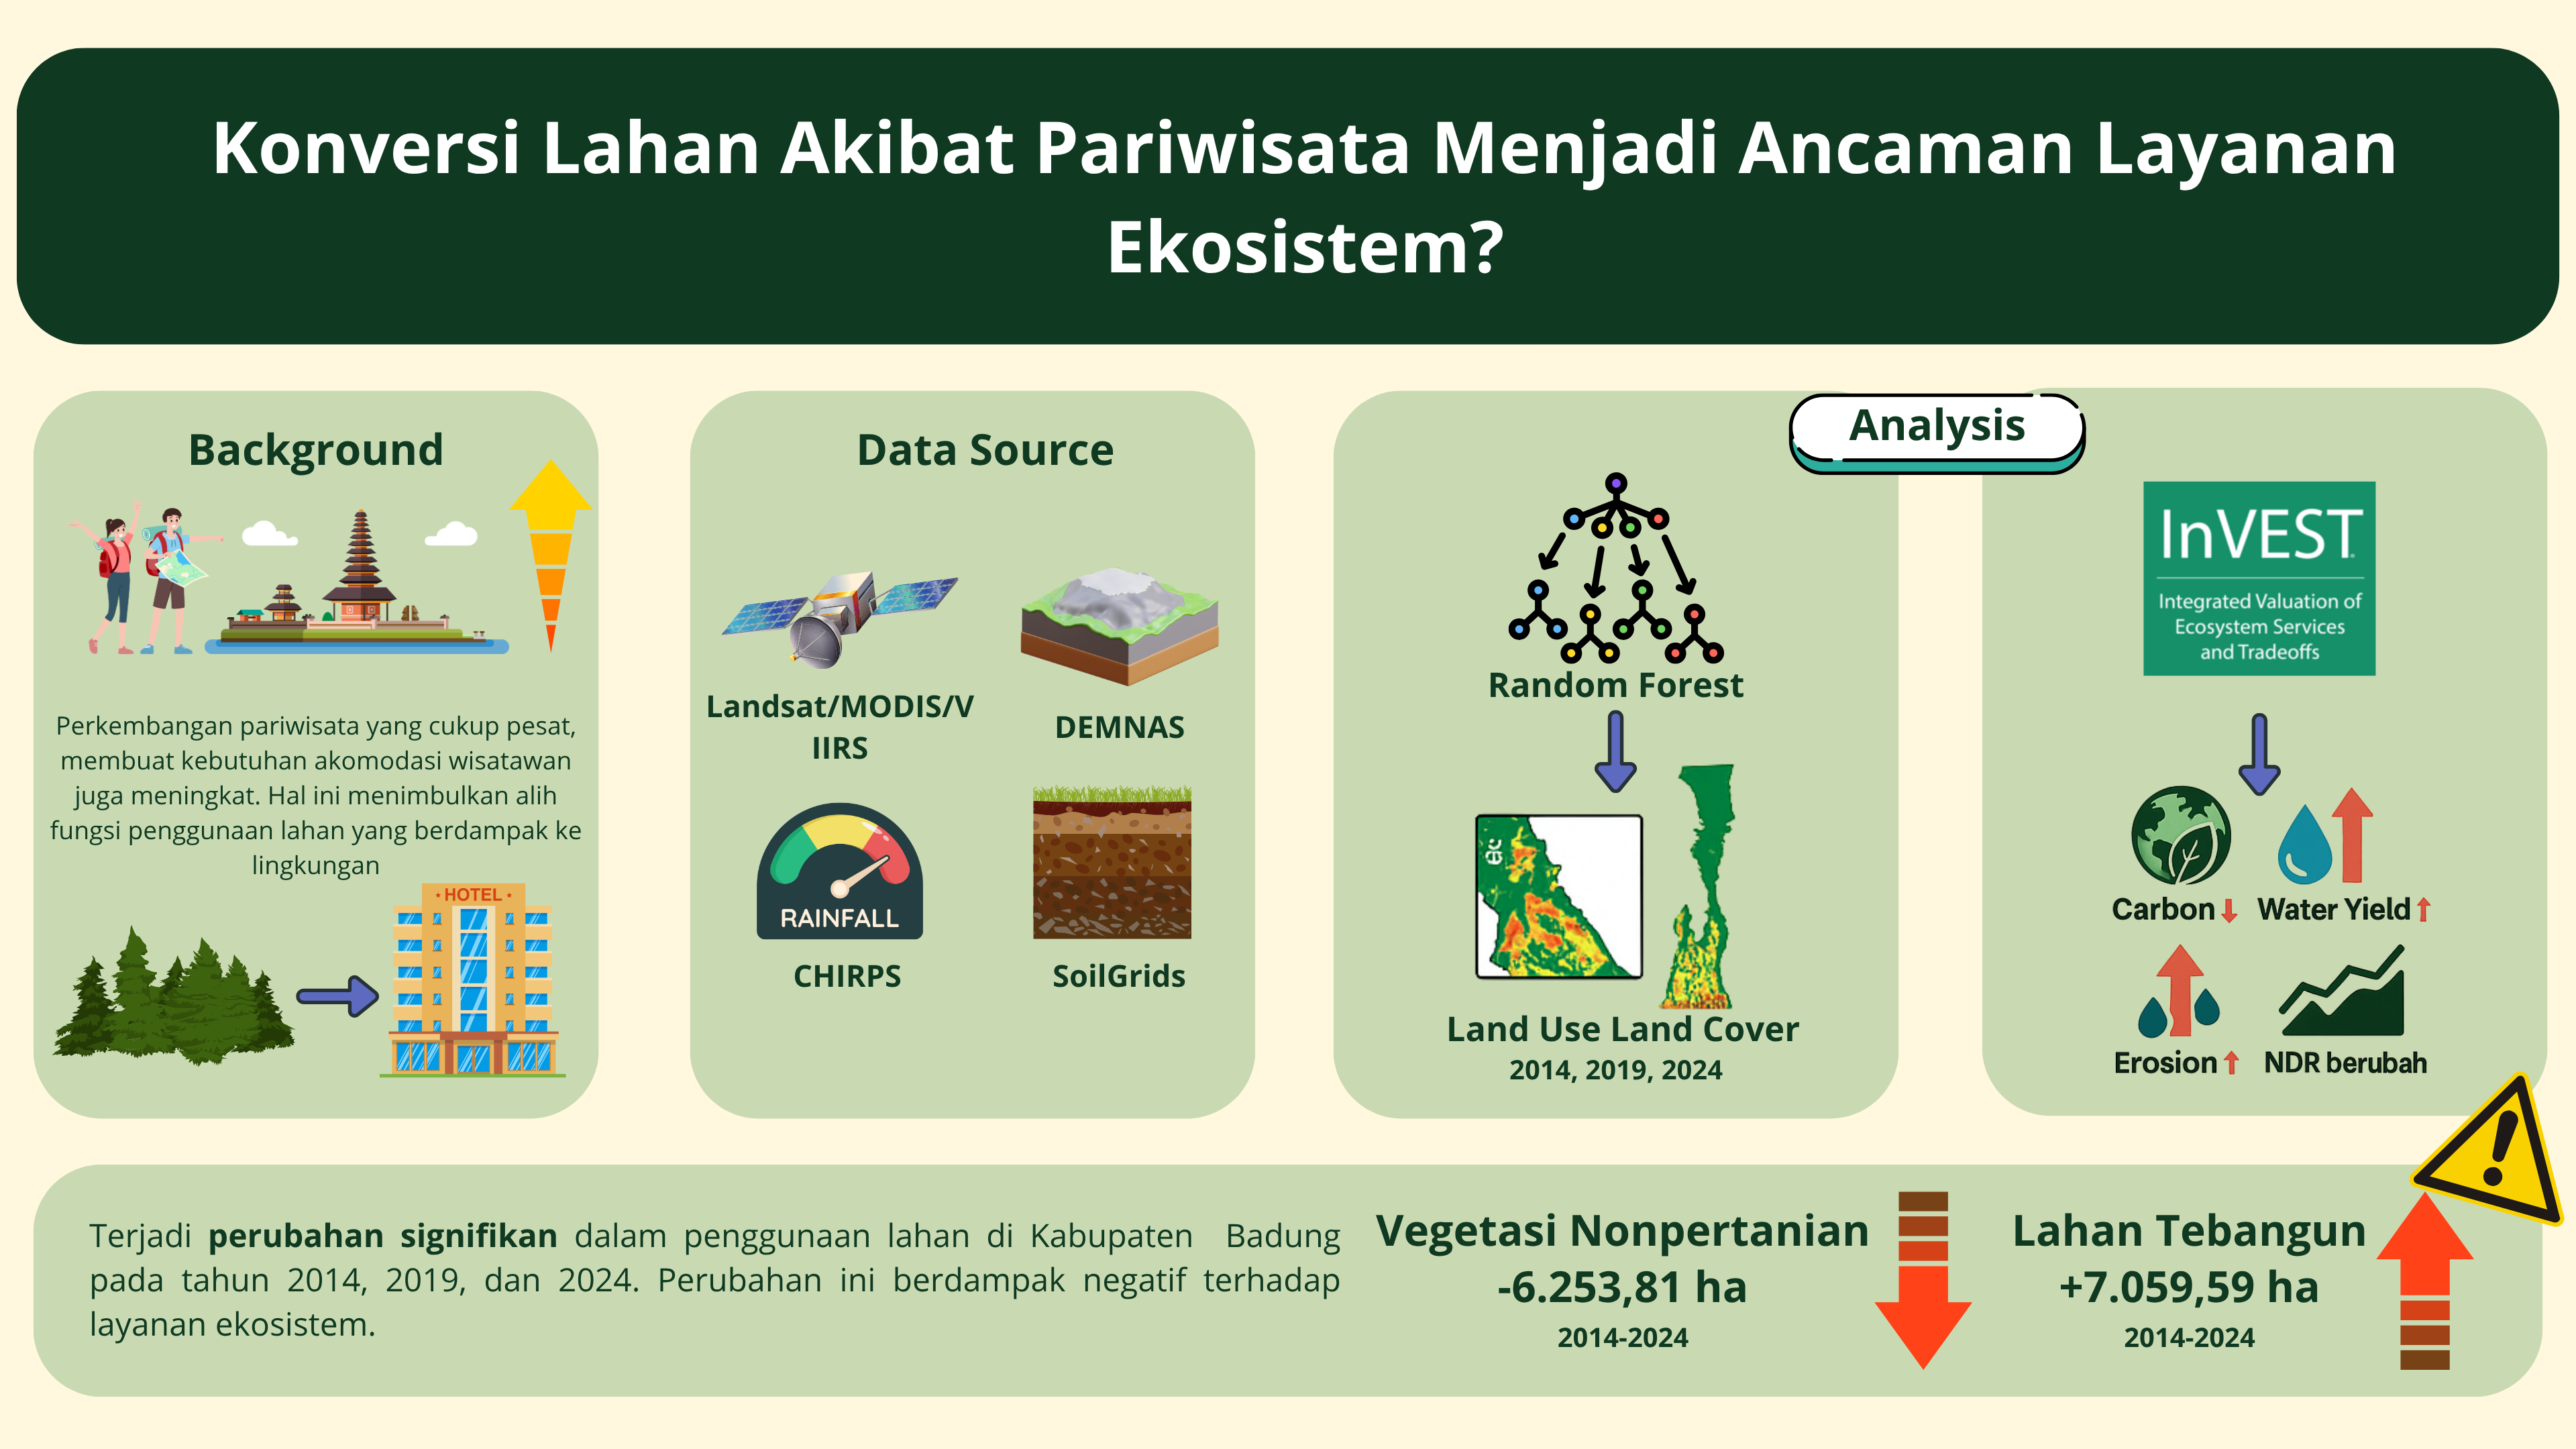 Konversi Lahan Akibat Pariwisata Menjadi Ancaman Layanan
Ekosistem?
Background
Perkembangan pariwisata yang cukup pesat,
membuat kebutuhan akomodasi wisatawan
juga meningkat. Hal ini menimbulkan alih
fungsi penggunaan lahan yang berdampak ke
lingkungan
HOTEL
Data Source
Landsat/MODIS/V
IIRS
DEMNAS
RAINFALL
CHIRPS
SoilGrids
Analysis
Random Forest
Land Use Land Cover
2014, 2019, 2024
InVEST
Integrated Valuation of
Ecosystem Services
and Tradeoffs
Carbon
Water Yield
Erosion
NDR berubah
Terjadi perubahan signifikan dalam penggunaan lahan di Kabupaten Badung
pada tahun 2014, 2019, dan 2024. Perubahan ini berdampak negatif terhadap
layanan ekosistem.
Vegetasi Nonpertanian
-6.253,81 ha
2014-2024
Lahan Tebangun
+7.059,59 ha
2014-2024